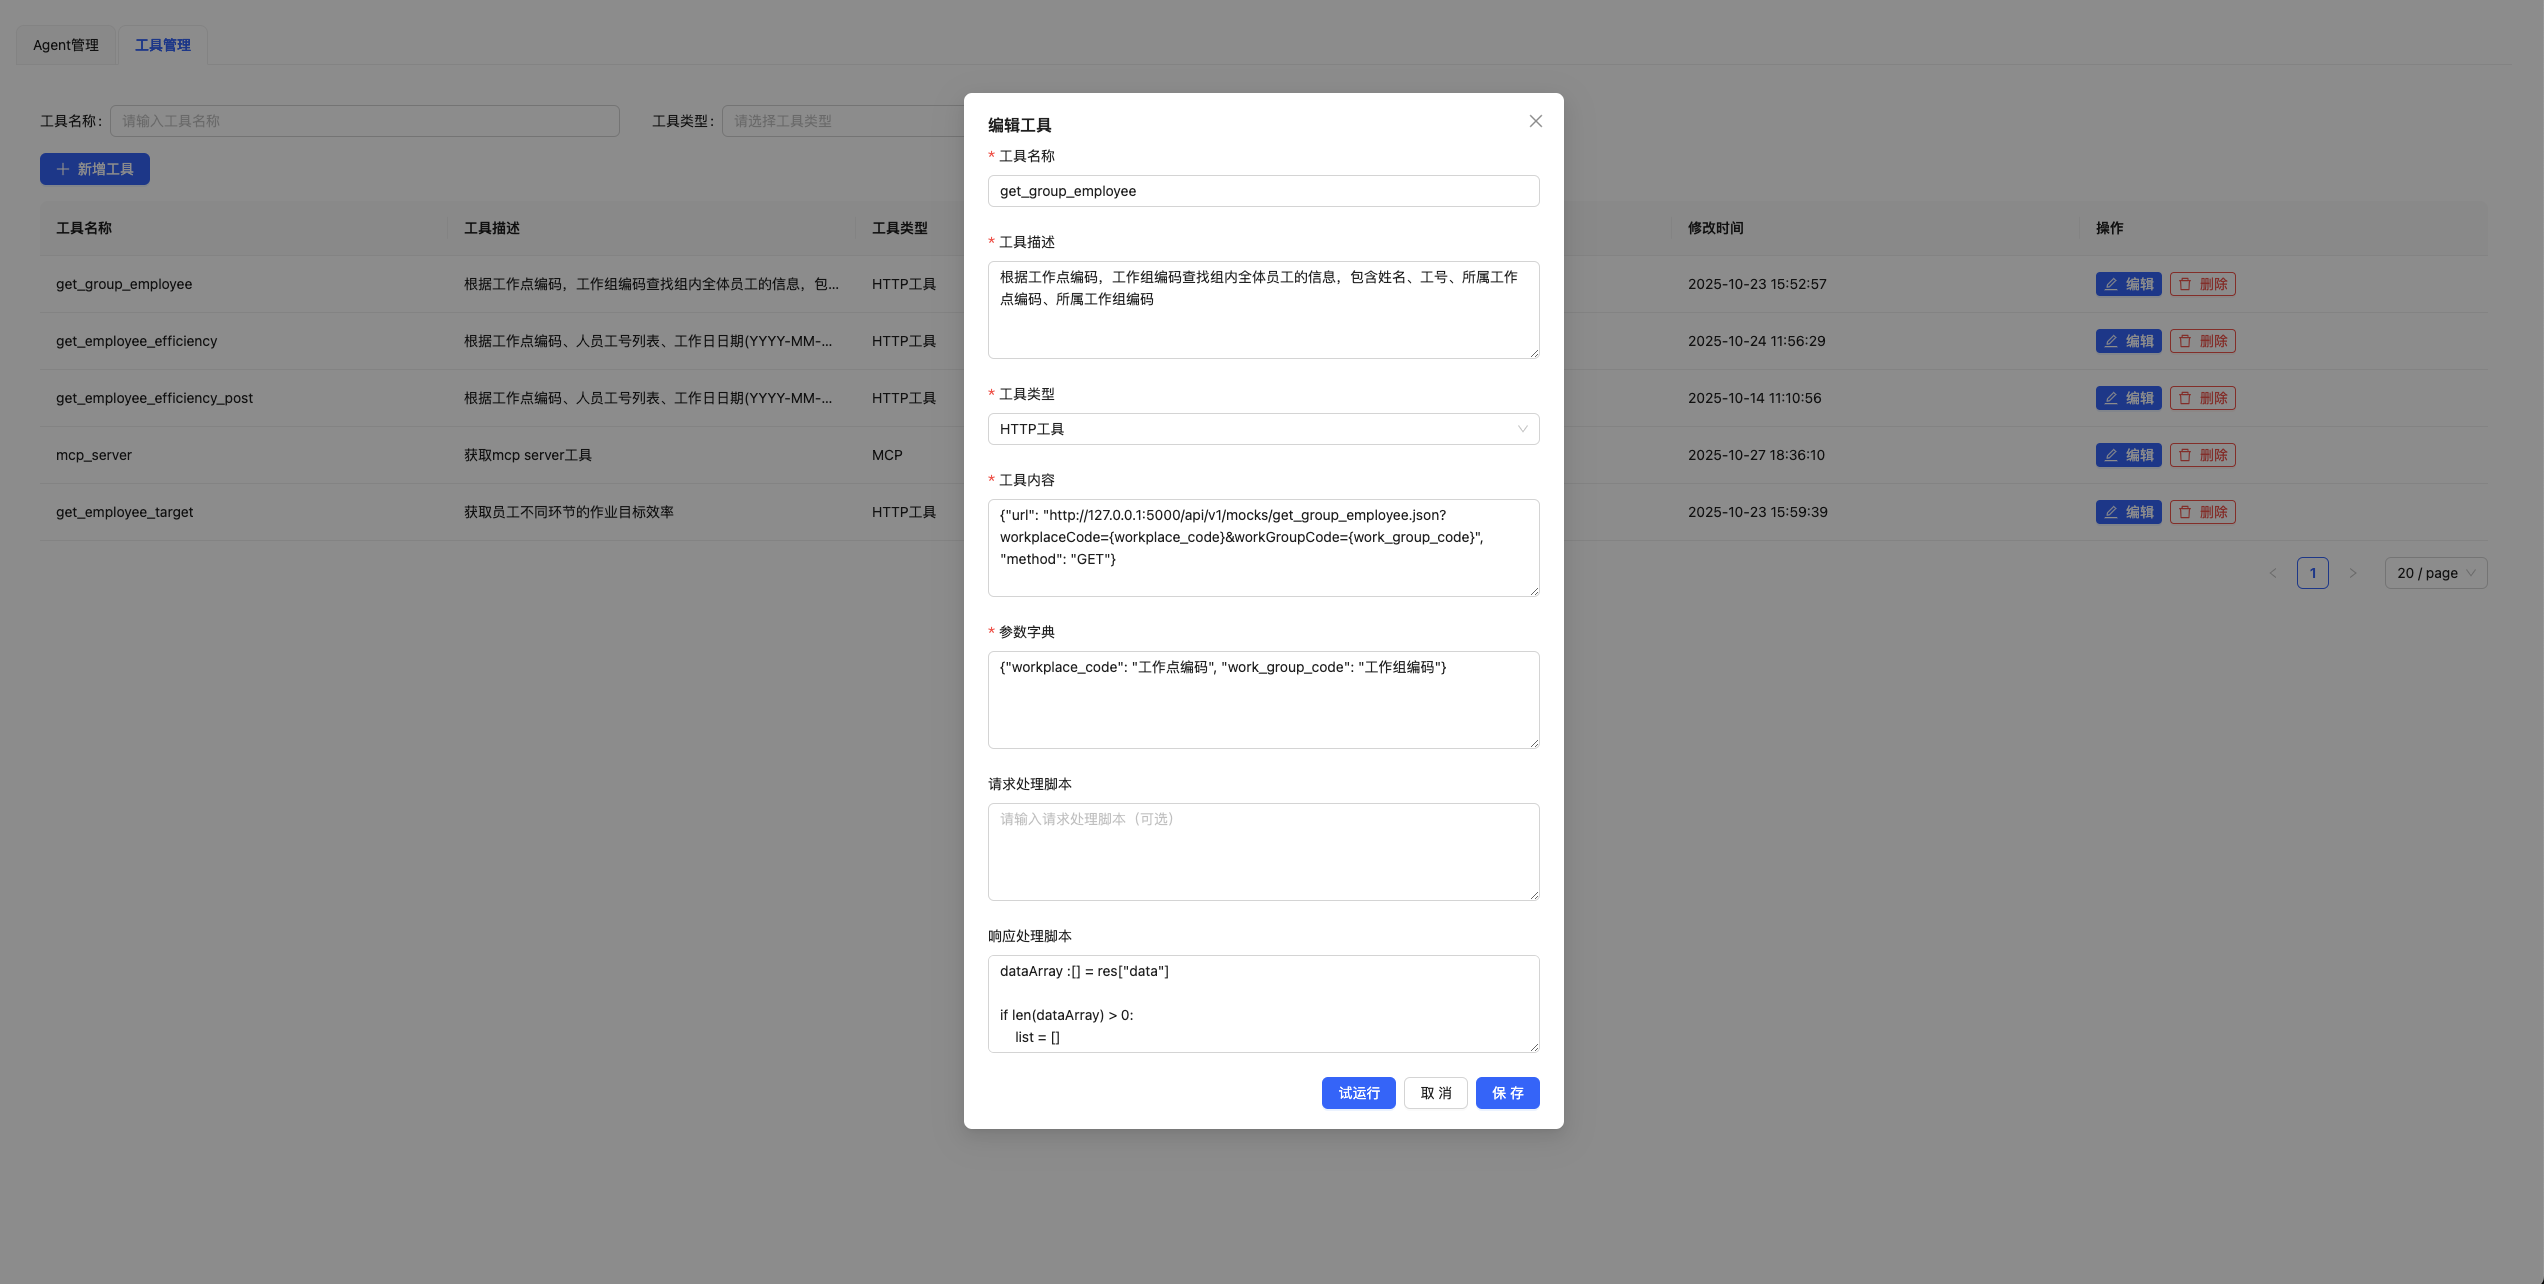 Agent管理
工具管理
工具名称：
请输入工具名称
工具类型：
请选择工具类型
新增工具
工具名称
工具描述
工具类型
修改时间
操作
get_group_employee
根据工作点编码，工作组编码查找组内全体员工的信息，包...
HTTP工具
2025-10-23 15:52:57
编辑
删除
get_employee_efficiency
根据工作点编码、人员工号列表、工作日日期(YYYY-MM-...
HTTP工具
2025-10-24 11:56:29
编辑
删除
get_employee_efficiency_post
根据工作点编码、人员工号列表、工作日日期(YYYY-MM-...
HTTP工具
2025-10-14 11:10:56
编辑
删除
mcp_server
获取mcp server工具
MCP
2025-10-27 18:36:10
编辑
删除
get_employee_target
获取员工不同环节的作业目标效率
HTTP工具
2025-10-23 15:59:39
编辑
删除
1
20 / page
编辑工具
* 工具名称
get_group_employee
* 工具描述
根据工作点编码，工作组编码查找组内全体员工的信息，包含姓名、工号、所属工作
点编码、所属工作组编码
* 工具类型
HTTP工具
* 工具内容
{"url": "http://127.0.0.1:5000/api/v1/mocks/get_group_employee.json?
workplaceCode={workplace_code}&workGroupCode={work_group_code}",
"method": "GET"}
* 参数字典
{"workplace_code": "工作点编码", "work_group_code": "工作组编码"}
请求处理脚本
请输入请求处理脚本（可选）
响应处理脚本
dataArray :[] = res["data"]
if len(dataArray) > 0:
list = []
试运行
取 消
保 存